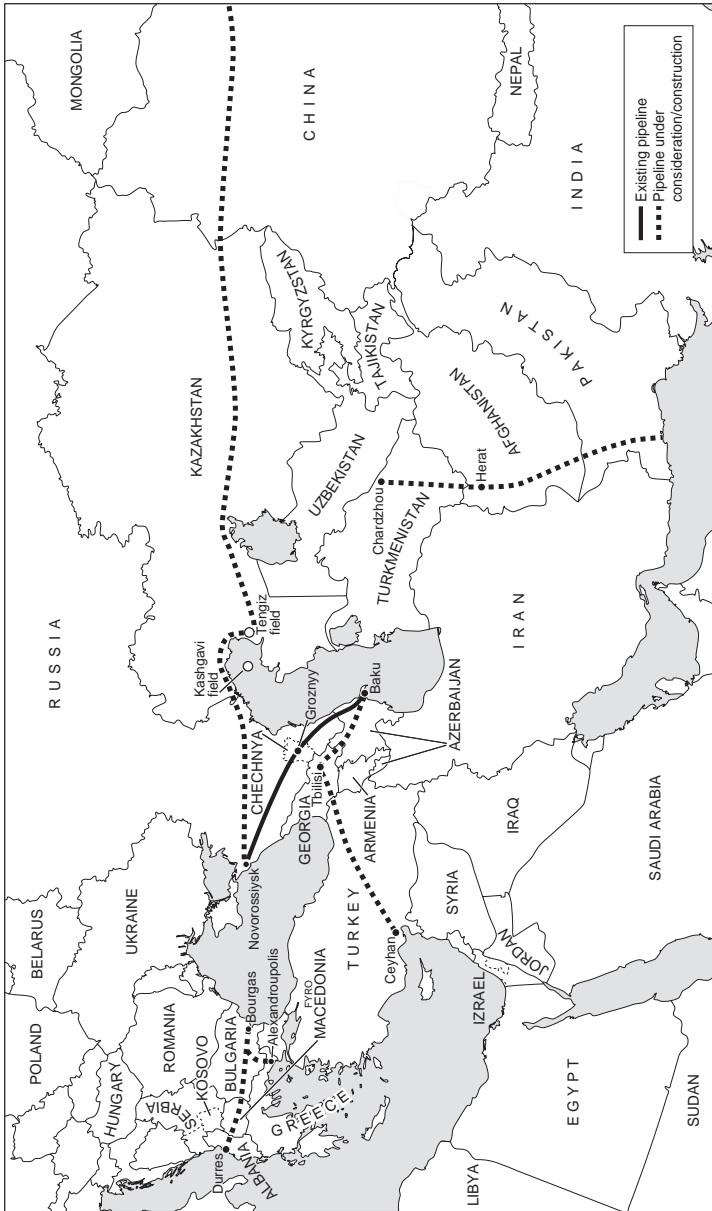 POLAND
BELARUS
UKRAINE
HUNGARY
ROMANIA
SERBIA
KOSOVO
BULGARIA
Bourgas
Alexandroupolis
FYRO
MACEDONIA
Durres
ALBANIA
GREECE
RUSSIA
Novorossiysk
CHECHNYA
Groznyy
GEORGIA
Tbilisi
ARMENIA
AZERBAIJAN
Baku
TURKEY
Ceyhan
Kashgavi
field
Tengiz
field
KAZAKHSTAN
MONGOLIA
CHINA
UZBEKISTAN
KYRGYZSTAN
TAJIKISTAN
TURKMENISTAN
Chardzhou
Herat
AFGHANISTAN
PAKISTAN
NEPAL
INDIA
IRAN
IRAQ
SYRIA
JORDAN
IZRAEL
SAUDI ARABIA
EGYPT
LIBYA
SUDAN
Existing pipeline
Pipeline under
consideration/construction